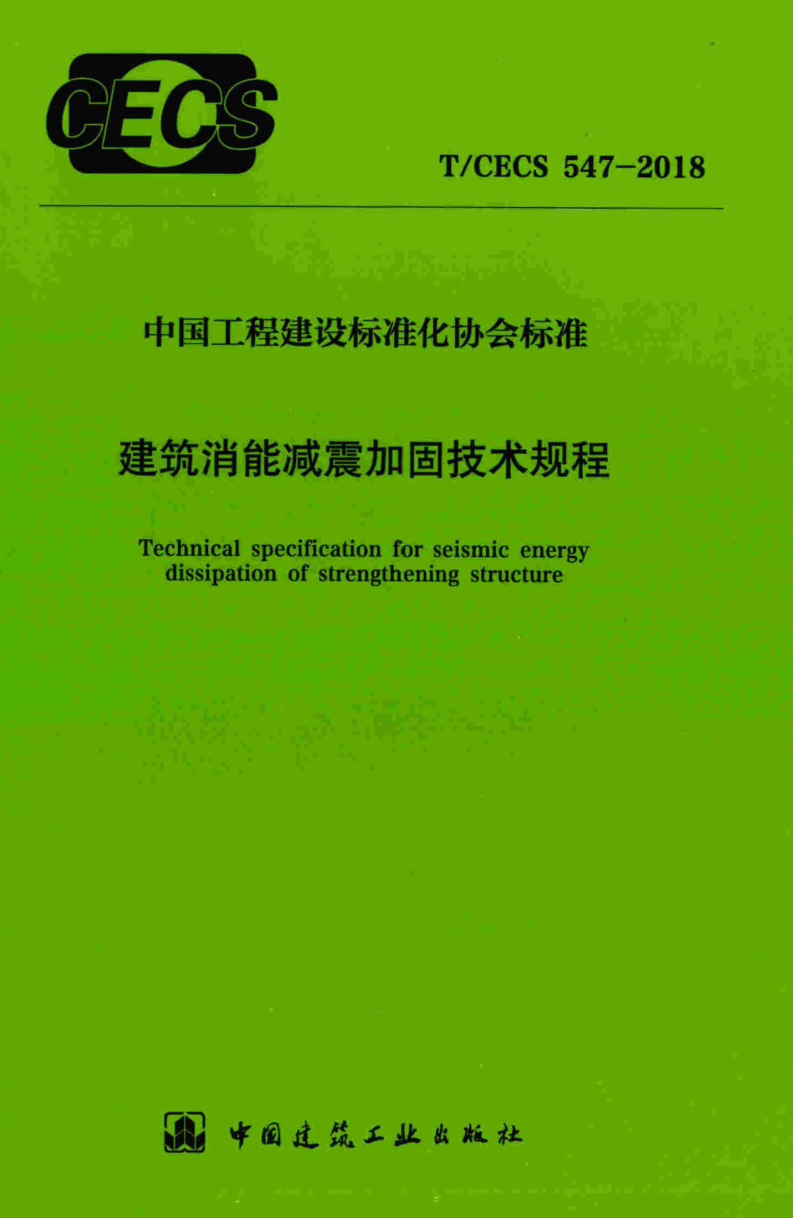 CECS
T/CECS 547-2018
中国工程建设标准化协会标准
建筑消能减震加固技术规程
Technical specification for seismic energy
dissipation of strengthening structure
中国建筑工业出版社